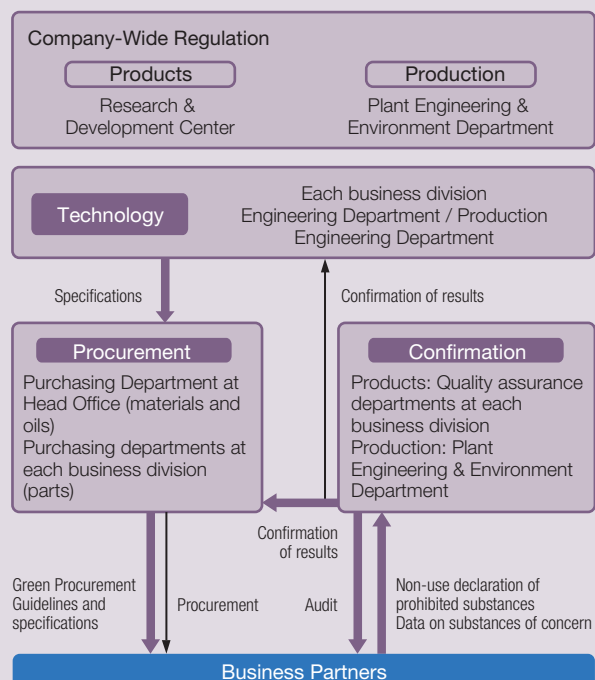 Company-Wide Regulation
Products
Research &
Development Center
Production
Plant Engineering &
Environment Department
Technology
Each business division
Engineering Department / Production
Engineering Department
Specifications
Confirmation of results
Procurement
Purchasing Department at
Head Office (materials and
oils)
Purchasing departments at
each business division
(parts)
Confirmation
Products: Quality assurance
departments at each
business division
Production: Plant
Engineering & Environment
Department
Confirmation
of results
Green Procurement
Guidelines and
specifications
Procurement
Audit
Non-use declaration of
prohibited substances
Data on substances of concern
Business Partners